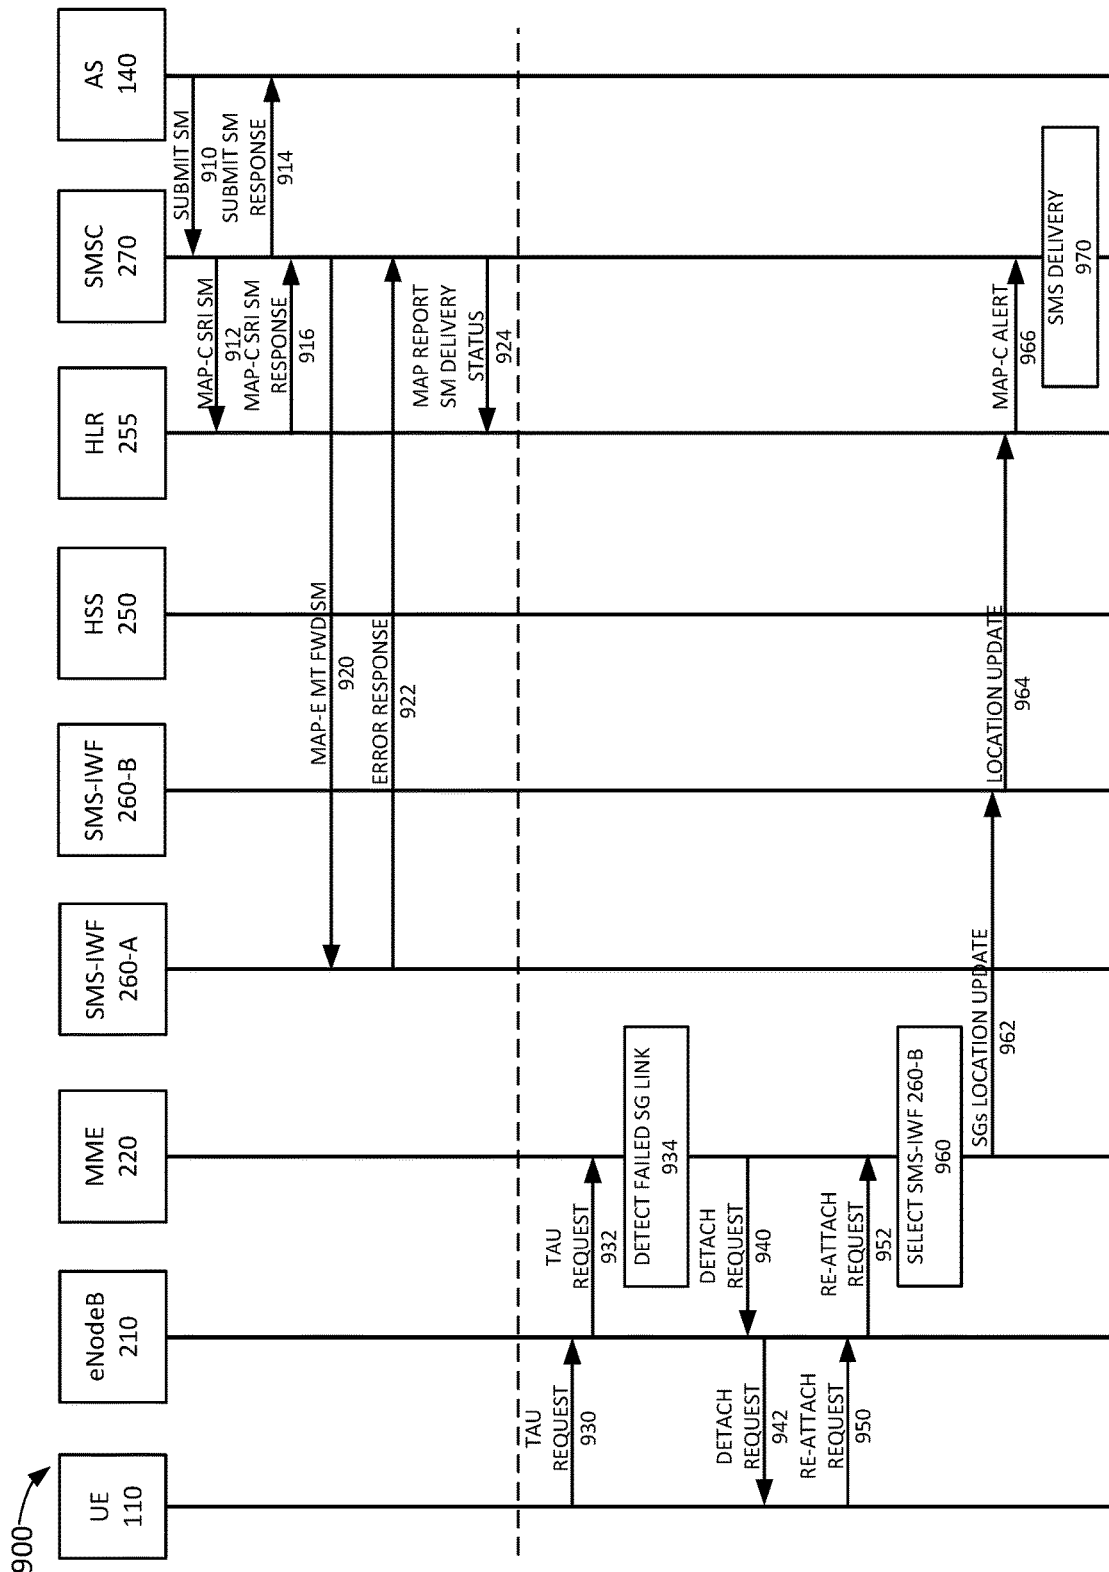 900
UE
110
eNodeB
210
MME
220
SMS-IWF
260-A
SMS-IWF
260-B
HSS
250
HLR
255
SMSC
270
AS
140
SUBMIT SM
910
MAP-C SRI SM
912
SUBMIT SM
RESPONSE
914
MAP-C SRI SM
RESPONSE
916
MAP-E MT FWD SM
920
ERROR RESPONSE
922
MAP REPORT
SM DELIVERY
STATUS
924
TAU
REQUEST
930
TAU
REQUEST
932
DETECT FAILED SG LINK
934
DETACH
REQUEST
940
DETACH
REQUEST
942
RE-ATTACH
REQUEST
950
RE-ATTACH
REQUEST
952
SELECT SMS-IWF 260-B
960
SGs LOCATION UPDATE
962
LOCATION UPDATE
964
MAP-C ALERT
966
SMS DELIVERY
970